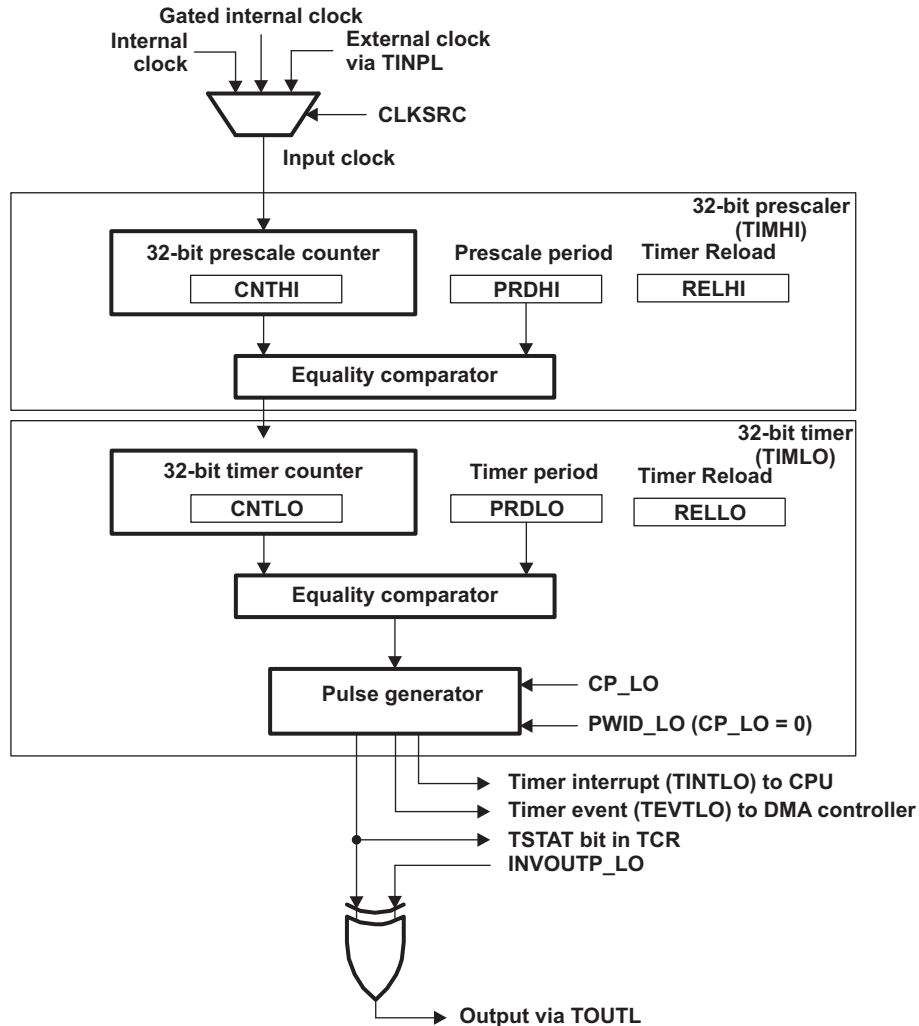 Gated internal clock
Internal
clock
External clock
via TINPL
CLKSRC
Input clock
32-bit prescaler
(TIMHI)
32-bit prescale counter
CNTHI
Prescale period
PRDHI
Timer Reload
RELHI
Equality comparator
32-bit timer
(TIMLO)
32-bit timer counter
CNTLO
Timer period
PRDLO
Timer Reload
RELLO
Equality comparator
Pulse generator
CP_LO
PWID_LO (CP_LO = 0)
Timer interrupt (TINTLO) to CPU
Timer event (TEVTLO) to DMA controller
TSTAT bit in TCR
INVOUTP_LO
Output via TOUTL